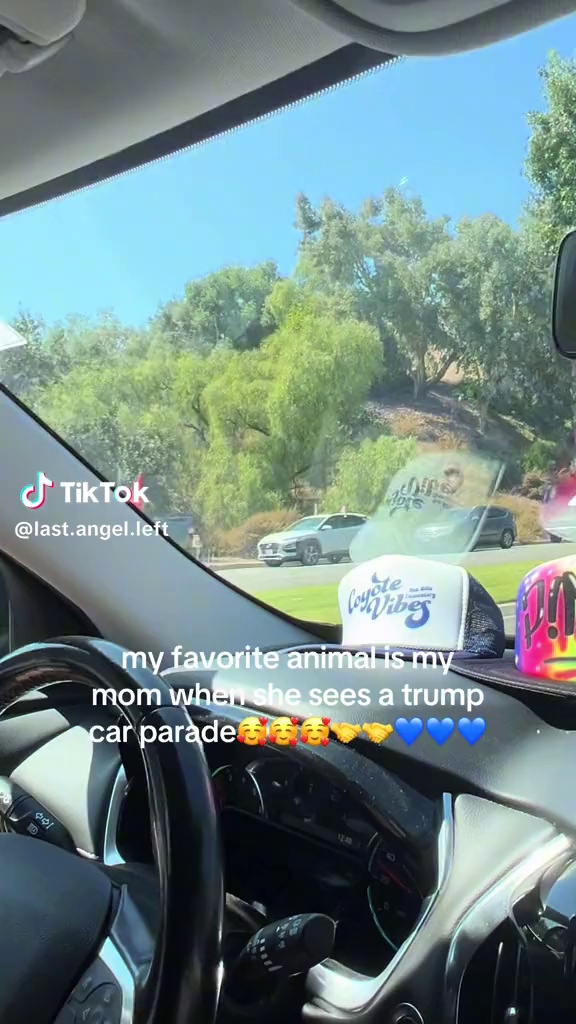 TikTok
@last.angel.left
Coyote
Vibes
my favorite animal is my
mom when she sees a trump
car parade🥰🥰🥰🤝🤝💙💙💙